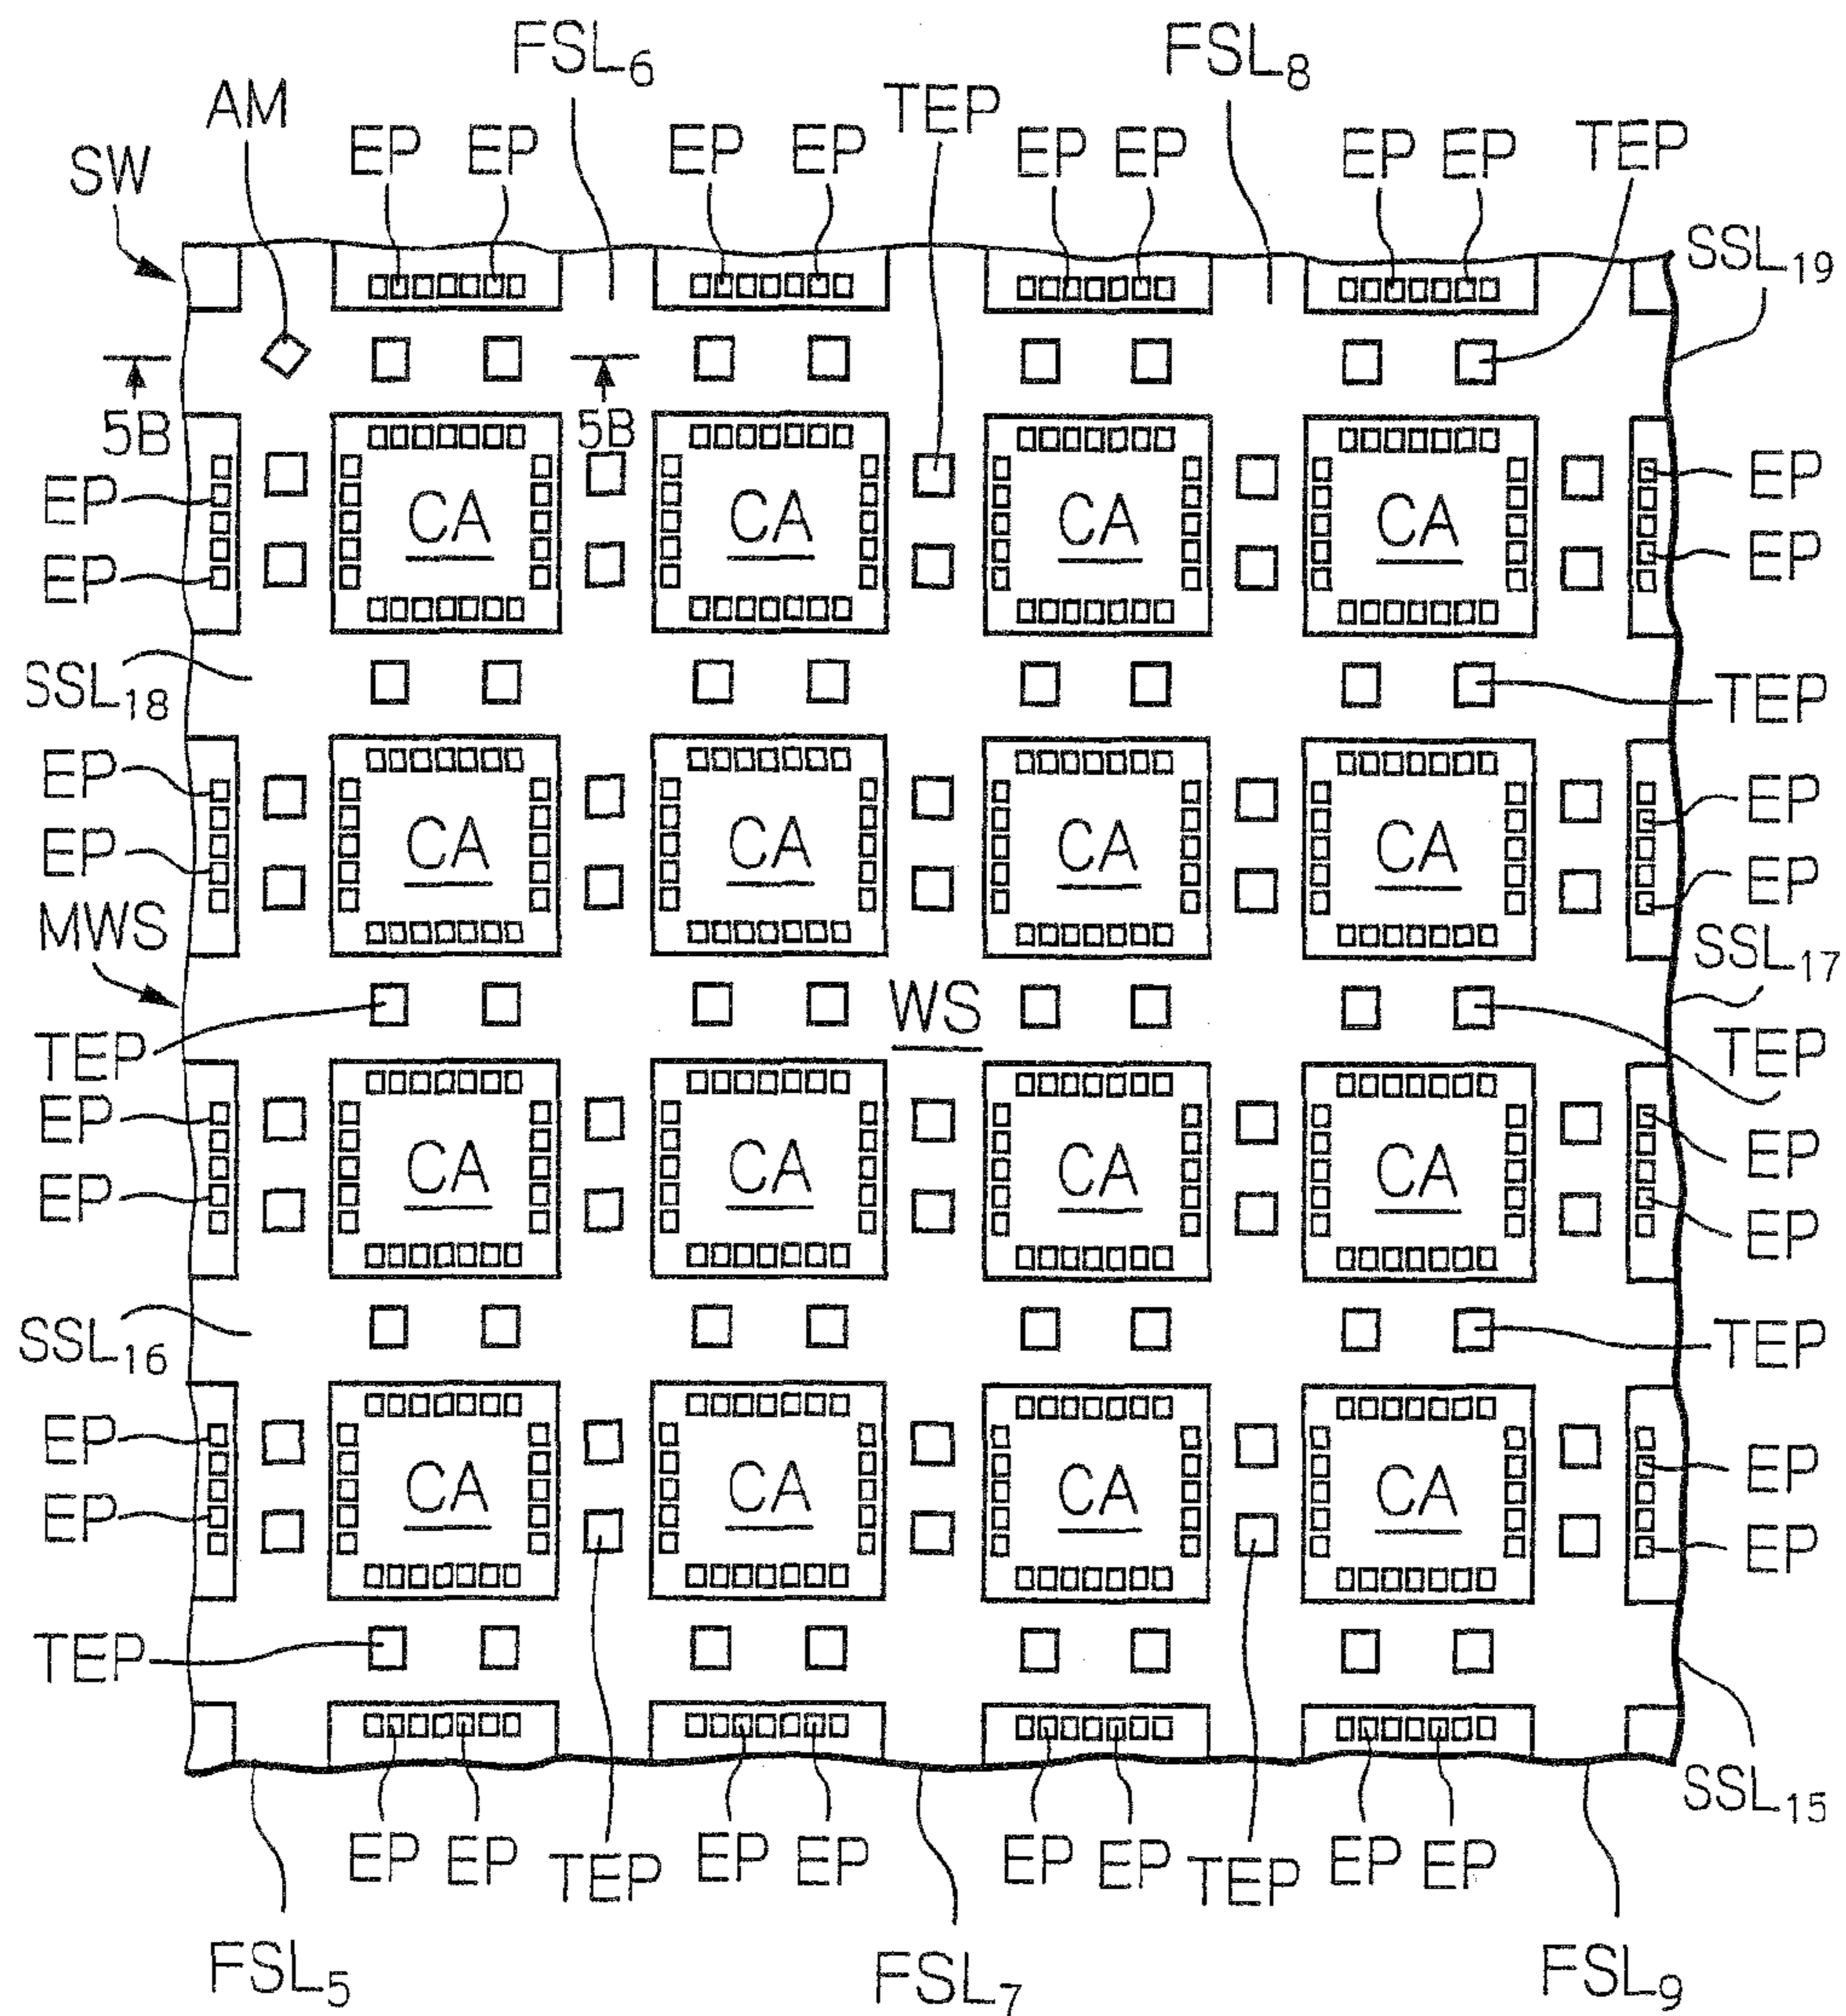 FSL6 FSL8
AM TEP
SW EP EP EP EP EP EP EP EP TEP
SSL19
5B 5B
EP CA CA CA CA EP
EP EP
SSL18 TEP
EP CA CA CA CA EP
EP EP
MWS WS SSL17
TEP TEP
EP CA CA CA CA EP
EP EP
SSL16 TEP
EP CA CA CA CA EP
EP EP
TEP
SSL15
EP EP TEP EP EP EP EP TEP EP EP
FSL5 FSL7 FSL9